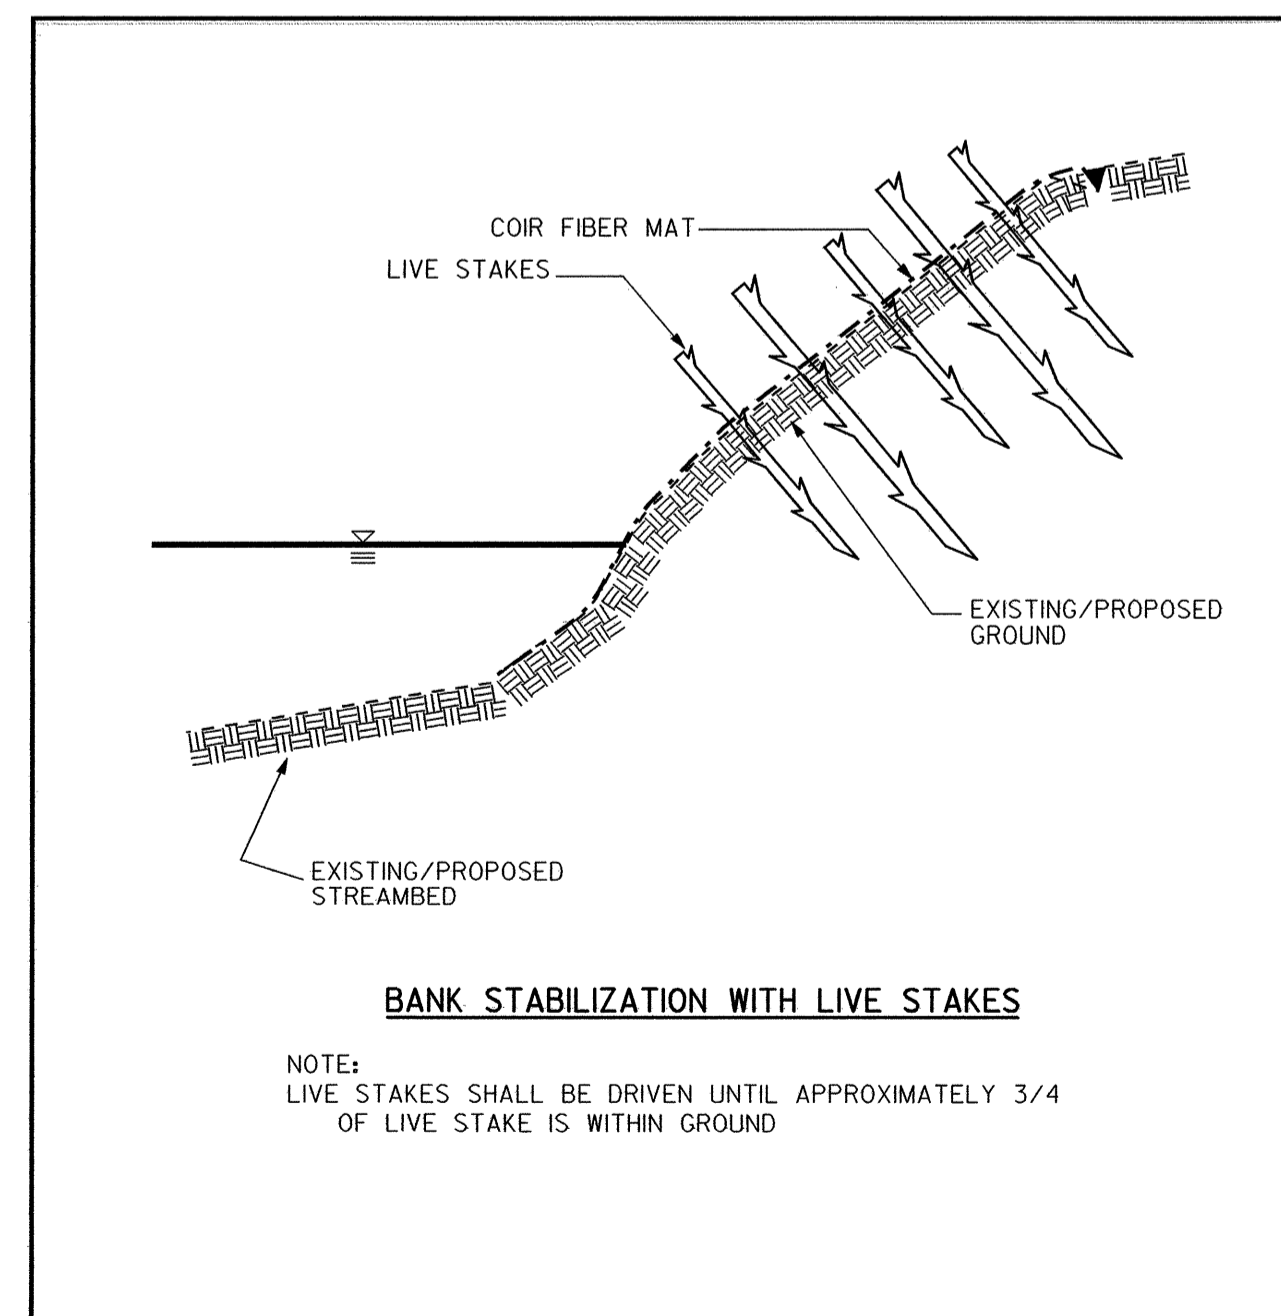 COIR FIBER MAT
LIVE STAKES
EXISTING/PROPOSED
GROUND
EXISTING/PROPOSED
STREAMBED
BANK STABILIZATION WITH LIVE STAKES
NOTE:
LIVE STAKES SHALL BE DRIVEN UNTIL APPROXIMATELY 3/4
OF LIVE STAKE IS WITHIN GROUND